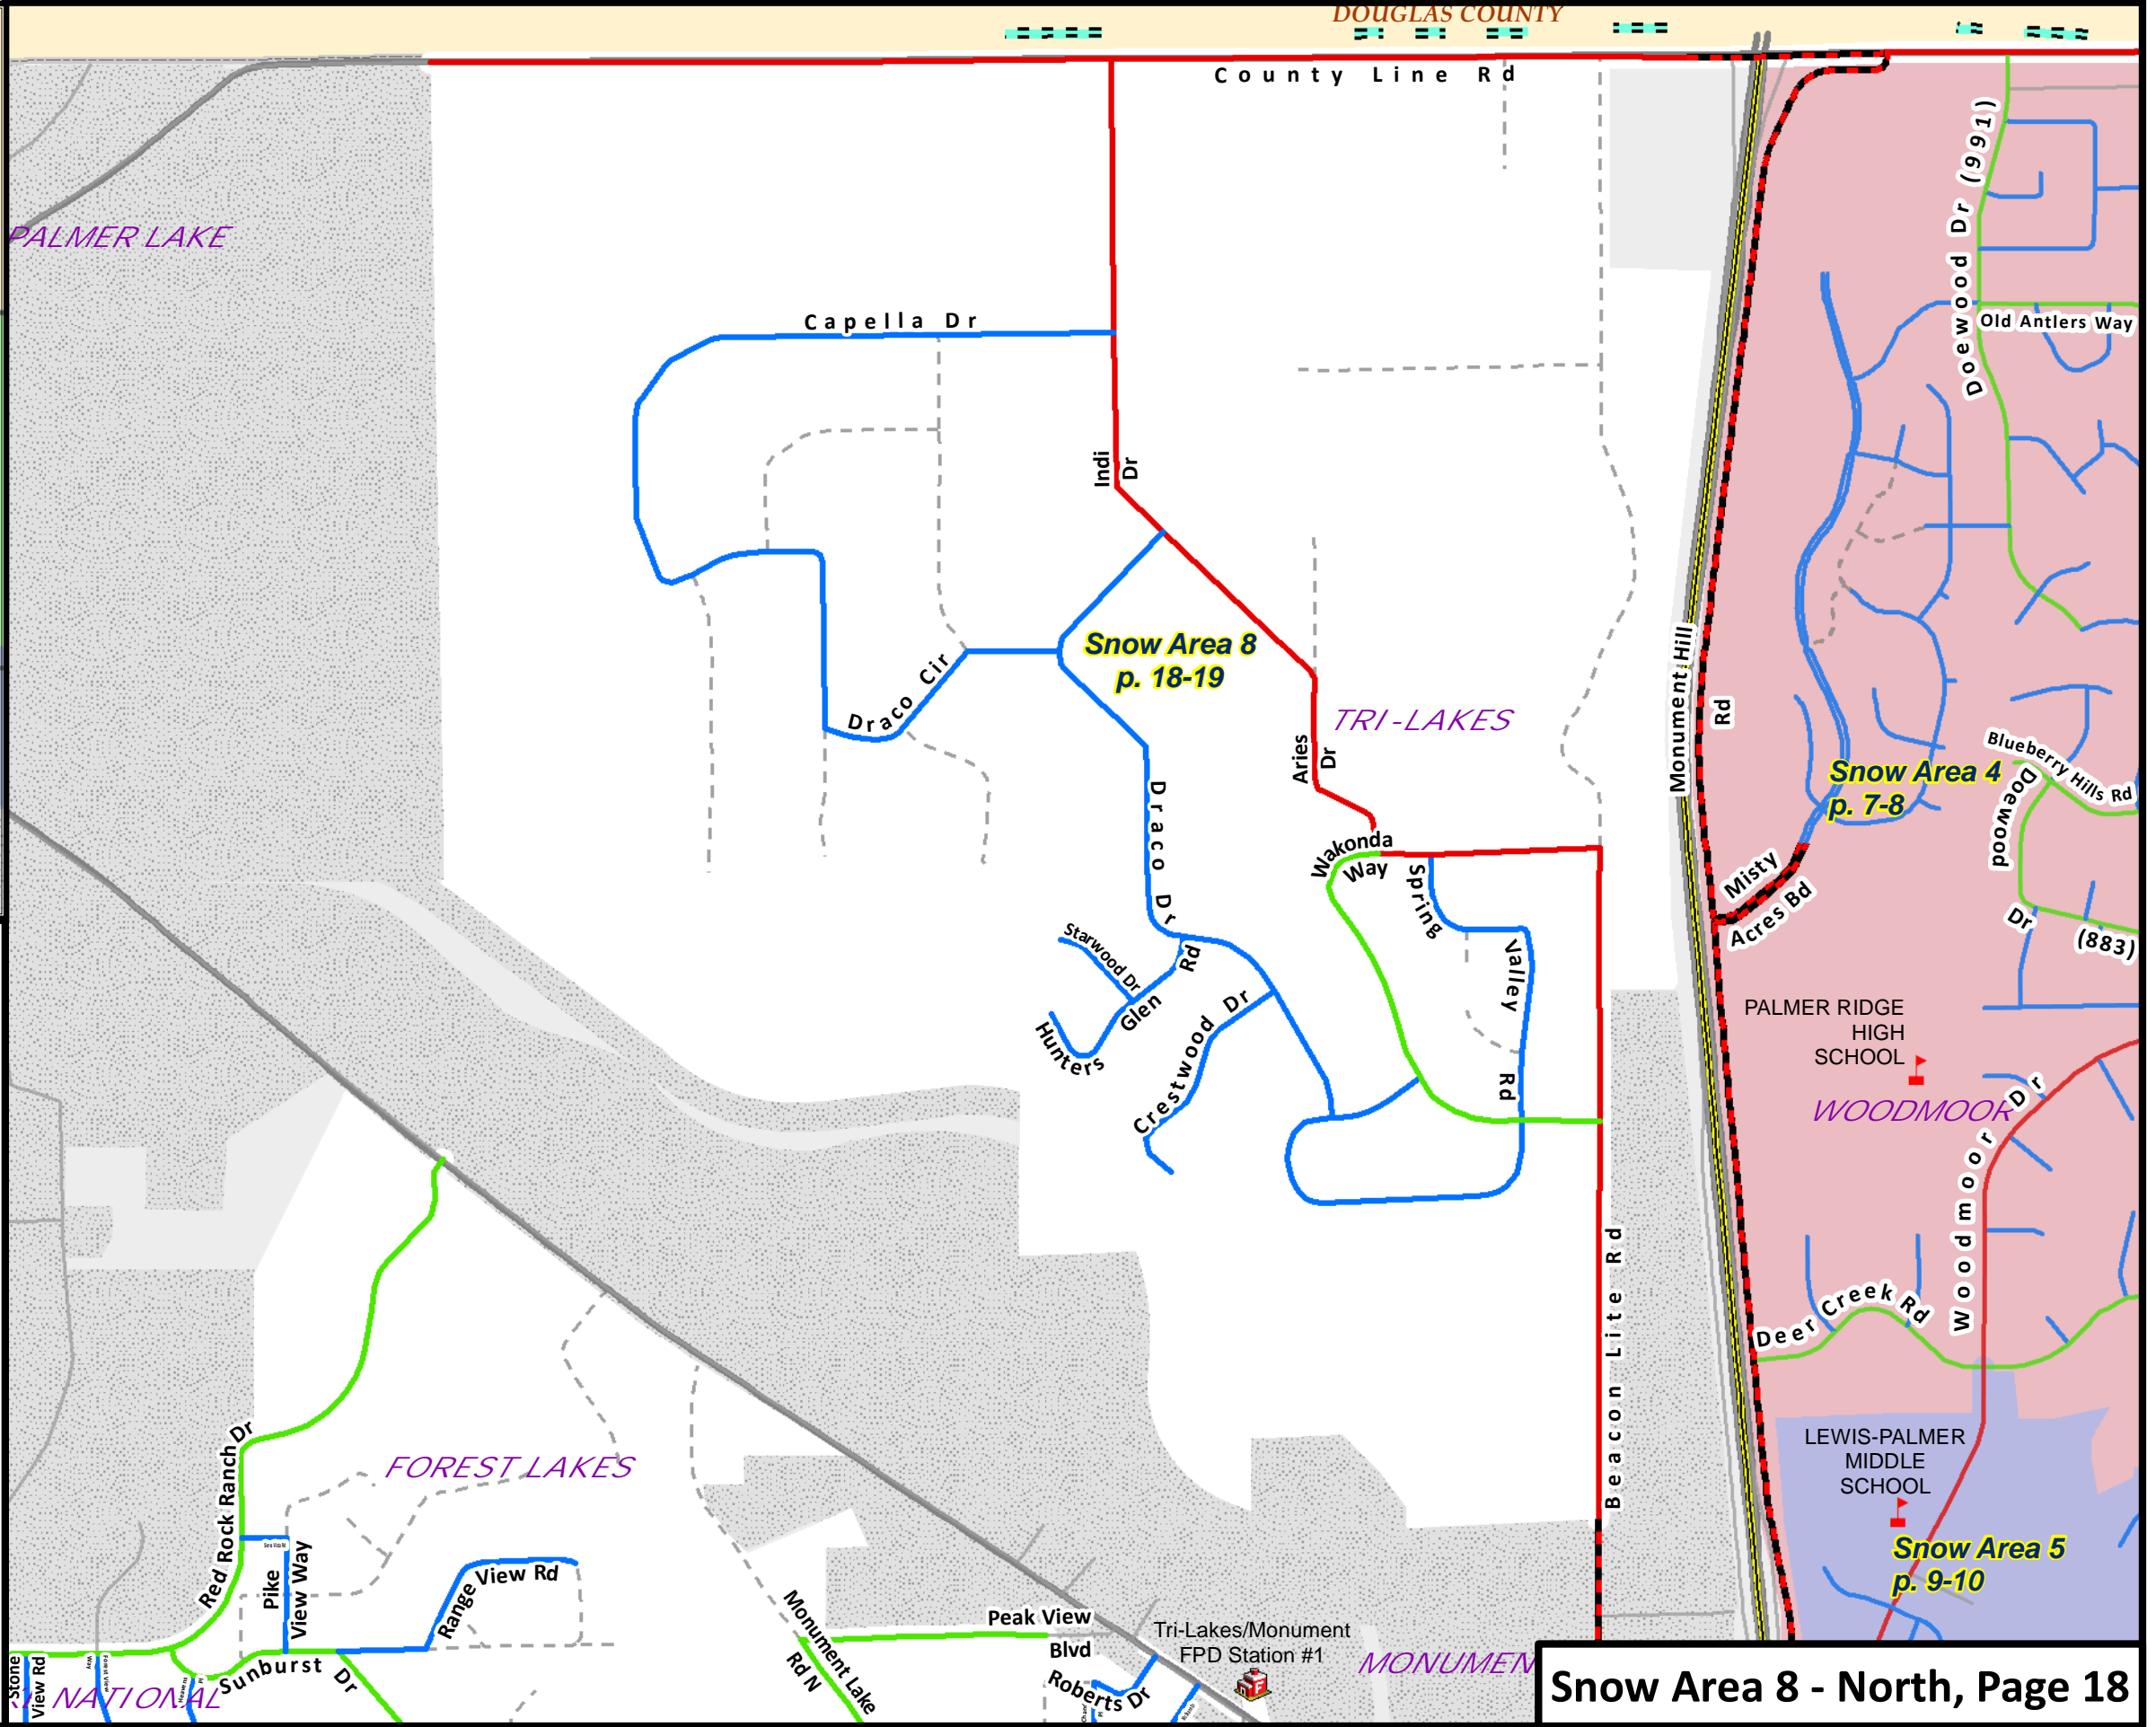 DOUGLAS COUNTY
County Line Rd
PALMER LAKE
Doewood Dr (991)
Capella Dr
Old Antlers Way
Indi
Dr
Snow Area 8
p. 18-19
Draco Cir
TRI-LAKES
Monument Hill
Rd
Aries
Dr
Blueberry Hills Rd
Snow Area 4
p. 7-8
Doewood
Dr (883)
Draco Dr
Wakonda
Way
Misty
Acres Bd
Spring
Valley
Rd
Starwood Dr
Hunters
Glen
Rd
Crestwood Dr
PALMER RIDGE
HIGH
SCHOOL
WOODMOOR
Woodmoor Dr
Beacon Lite Rd
Deer Creek Rd
Red Rock Ranch Dr
FOREST LAKES
LEWIS-PALMER
MIDDLE
SCHOOL
Snow Area 5
p. 9-10
Pike
View Way
Range
View Rd
Monument Lake
Rd N
Peak View
Blvd
Tri-Lakes/Monument
FPD Station #1
MONUMEN
Roberts Dr
Sunburst Dr
Stone
View Rd
Forest View
Way
NATIONAL
Snow Area 8 - North, Page 18